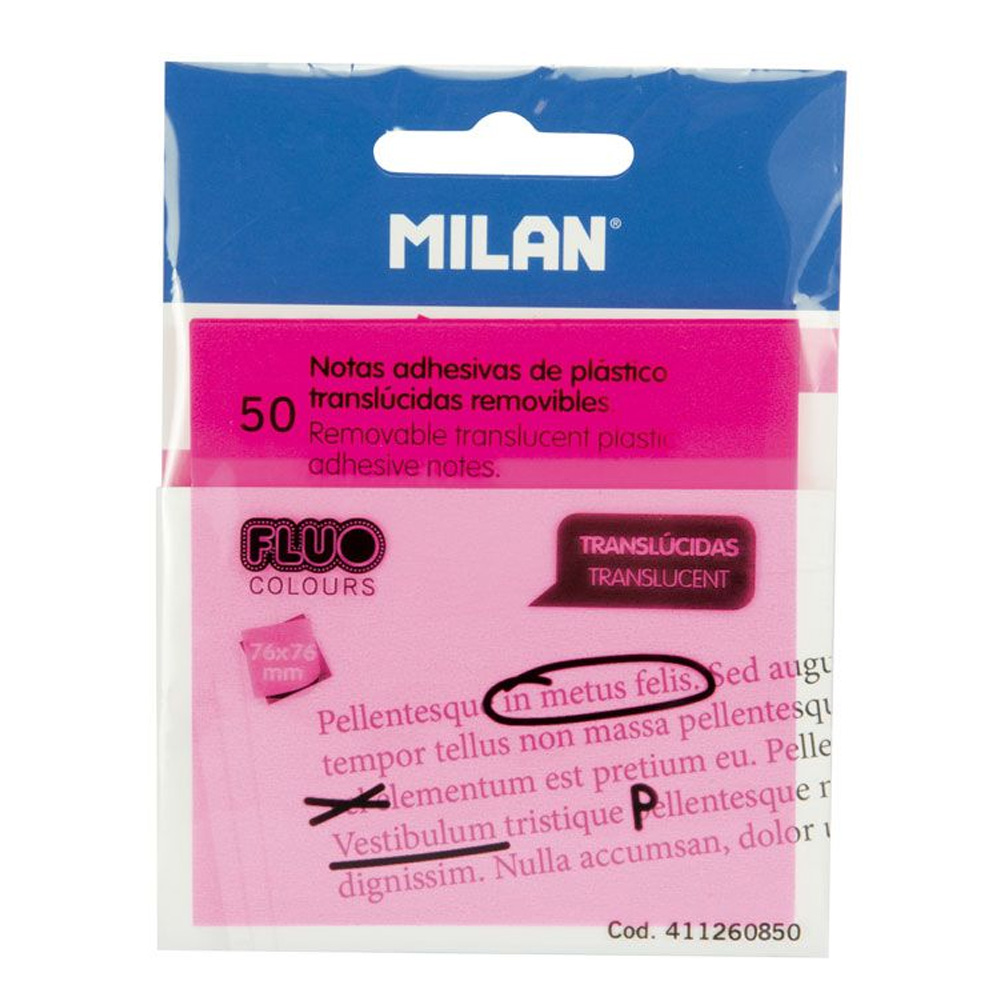 MILAN®
50
Notas adhesivas de plástico
translúcidas removibles
Removable translucent plastic
adhesive notes.
FLUO
COLOURS
TRANSLÚCIDAS
TRANSLUCENT
76x76
mm
Pellentesqu in metus felis. Sed augu
tempor tellus non massa pellentesqu
elementum est pretium eu. Pelle
Vestibulum tristique Pellentesque
dignissim. Nulla accumsan, dolor
Cod. 411260850